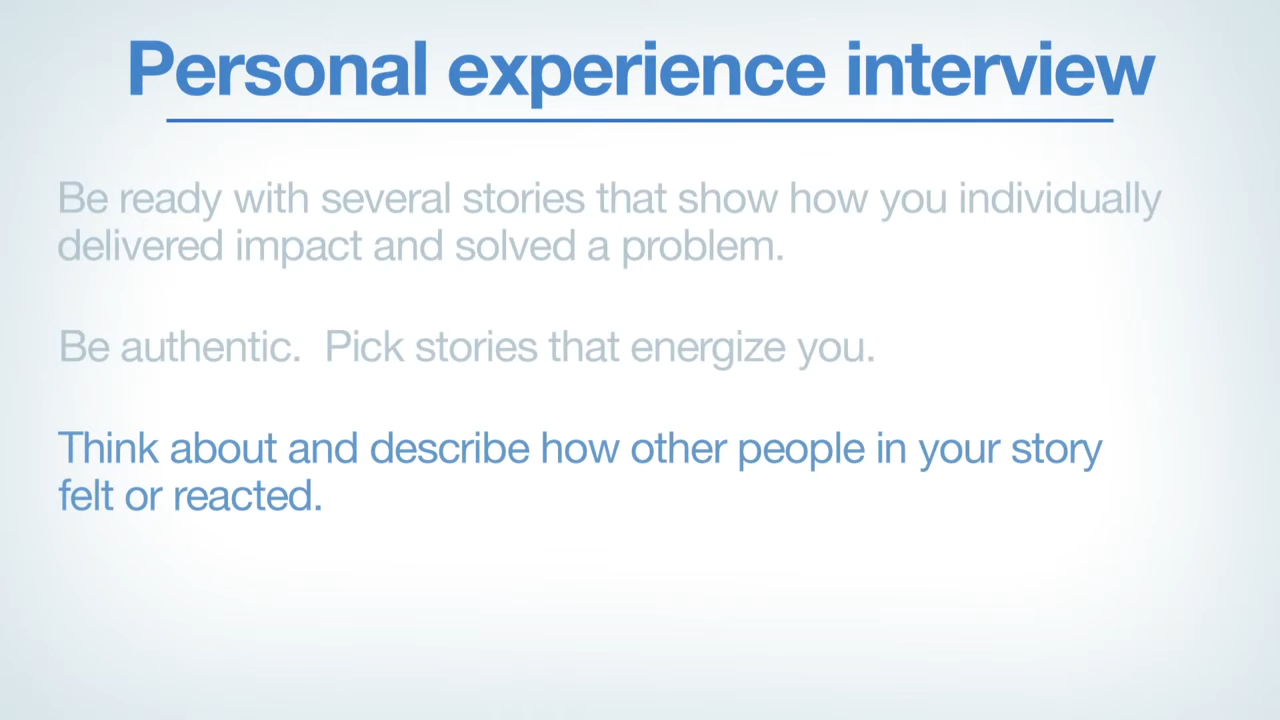 Personal experience interview
Be ready with several stories that show how you individually
delivered impact and solved a problem.
Be authentic.  Pick stories that energize you.
Think about and describe how other people in your story
felt or reacted.